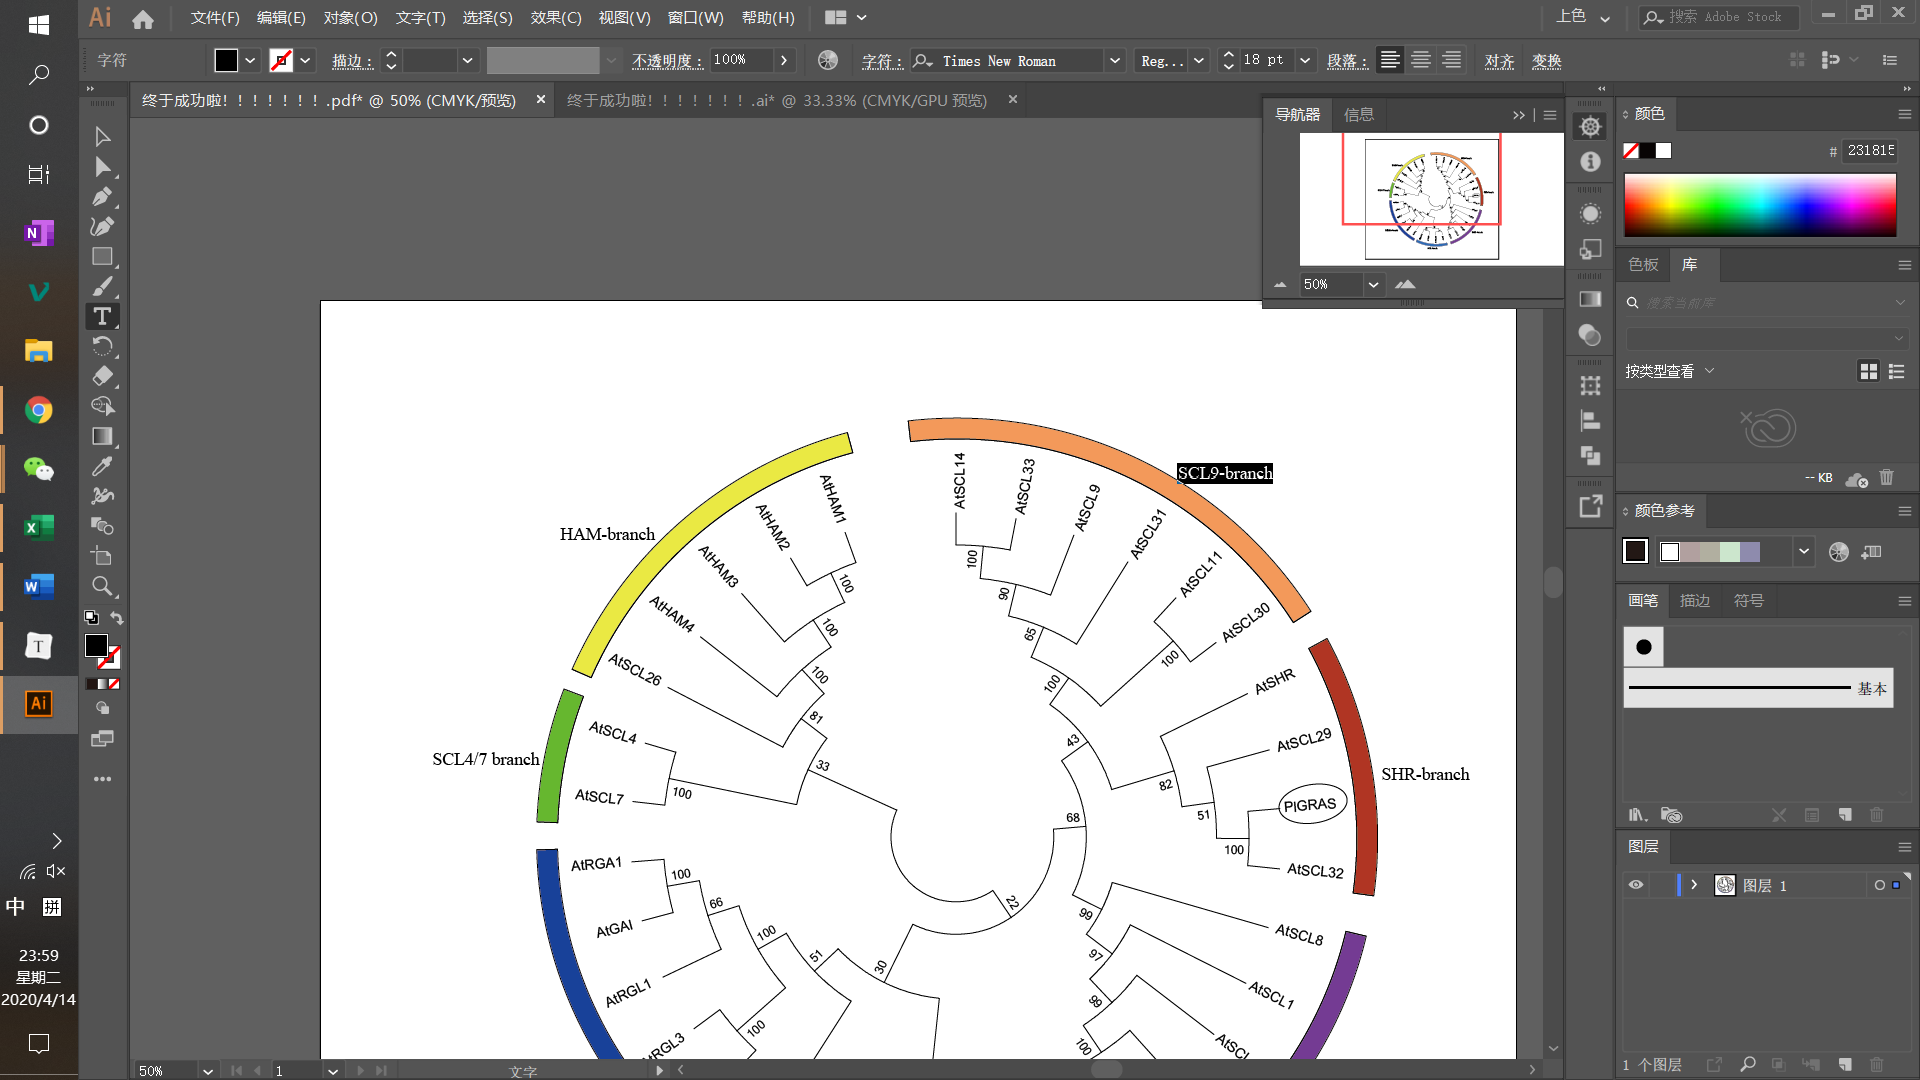 Ai
文件(F) 编辑(E) 对象(O) 文字(T) 选择(S) 效果(C) 视图(V) 窗口(W) 帮助(H)
上色
搜索 Adobe Stock
字符
描边：
不透明度： 100%
字符： Times New Roman
Reg...
18 pt
段落：
对齐
变换
终于成功啦！！！！！！！.pdf* @ 50% (CMYK/预览)
终于成功啦！！！！！！！.ai* @ 33.33% (CMYK/GPU 预览)
导航器 信息
50%
颜色
# 231815
色板 库
搜索当前库
按类型查看
-- KB
颜色参考
画笔 描边 符号
基本
图层
图层 1
1 个图层
HAM-branch
SCL9-branch
SCL4/7 branch
SHR-branch
AtHAM1
AtHAM2
AtHAM3
AtHAM4
AtSCL26
AtSCL4
AtSCL7
AtRGA1
AtGAI
AtRGL1
AtRGL3
AtSCL14
AtSCL33
AtSCL9
AtSCL31
AtSCL11
AtSCL30
AtSHR
AtSCL29
PIGRAS
AtSCL32
AtSCL8
AtSCL1
100
100
100
81
33
100
100
66
100
51
30
100
22
100
90
65
100
100
43
82
51
100
68
99
97
98
100
N
T
W
Ai
中 拼
23:59
星期二
2020/4/14
50%
1
文字